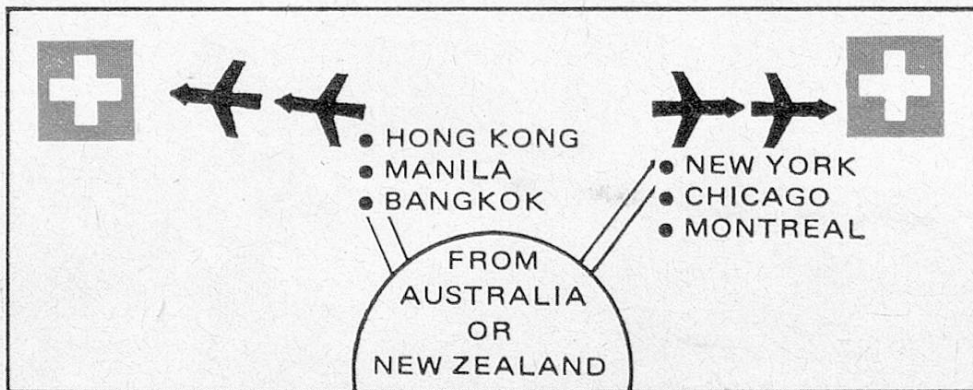 • HONG KONG
• MANILA
• BANGKOK
• NEW YORK
• CHICAGO
• MONTREAL
FROM
AUSTRALIA
OR
NEW ZEALAND